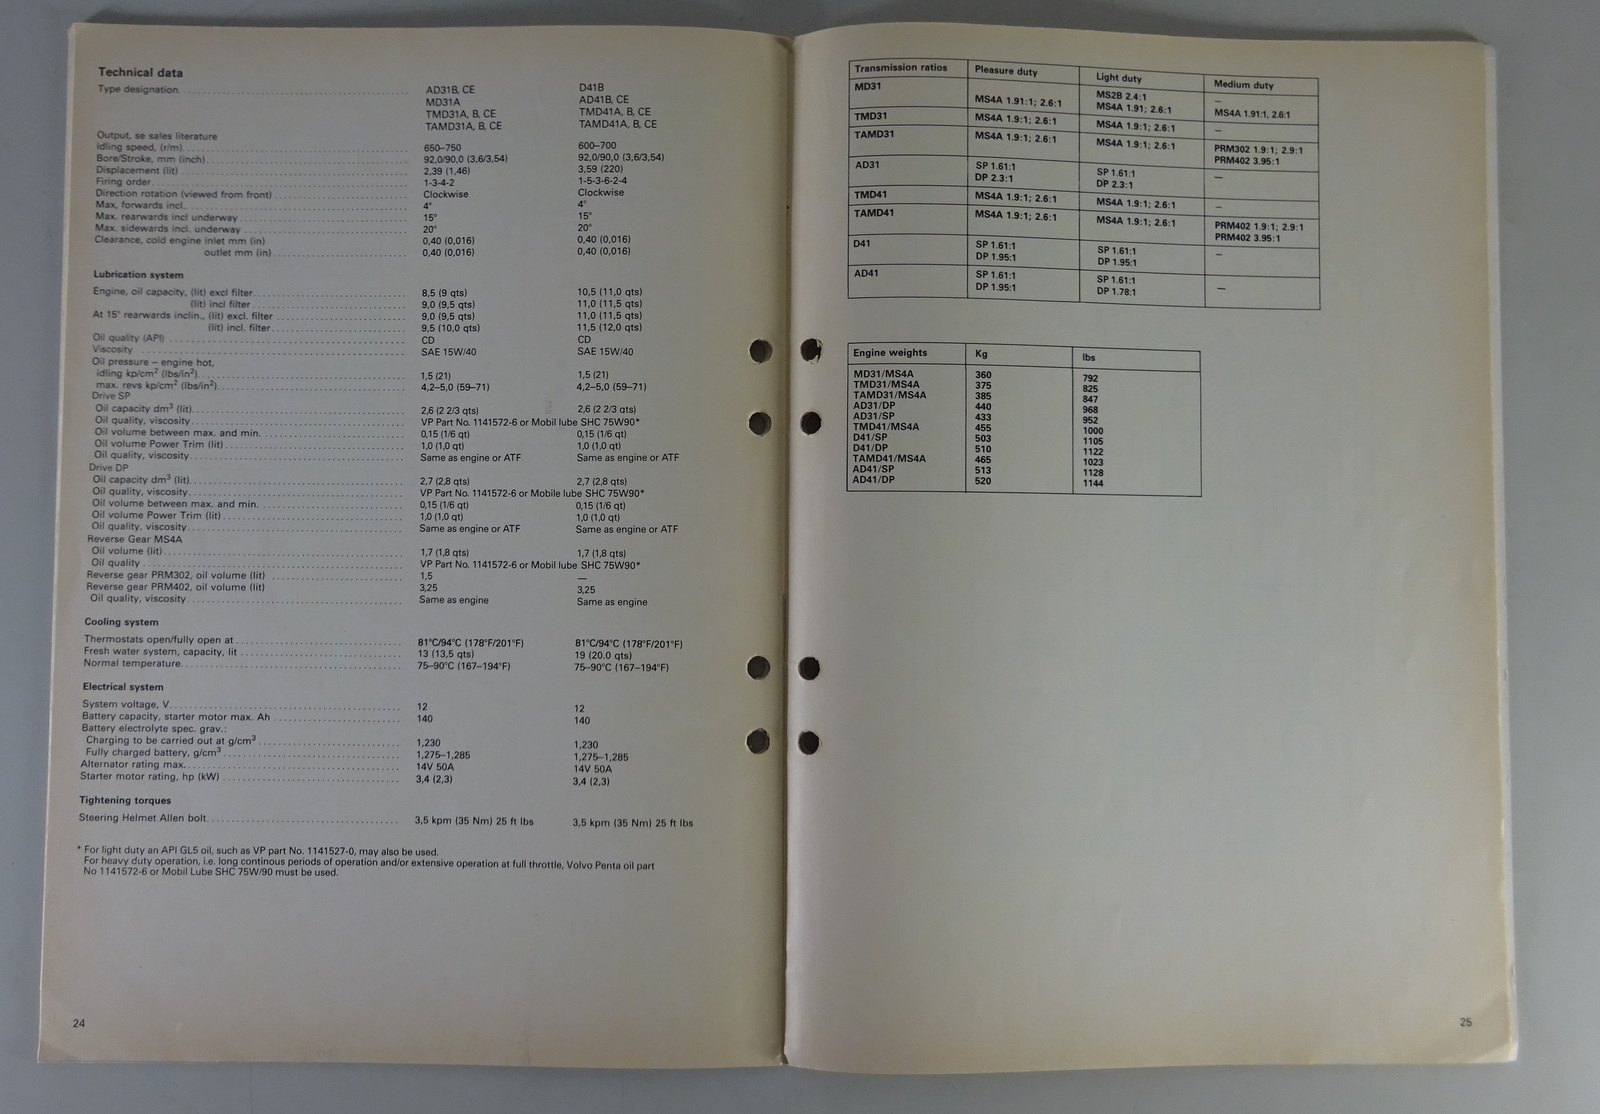 Technical data
Type designation AD31B, CE D41B
MD31A AD41B, CE
TMD31A, B, CE TMD41A, B, CE
TAMD31A, B, CE TAMD41A, B, CE
Output, se sales literature
Idling speed, (r/m) 650–750 600–700
Bore/Stroke, mm (inch) 92,0/90,0 (3,6/3,54) 92,0/90,0 (3,6/3,54)
Displacement (lit) 2,39 (1,46) 3,59 (220)
Firing order 1-3-4-2 1-5-3-6-2-4
Direction rotation (viewed from front) Clockwise Clockwise
Max. forwards incl. 4° 4°
Max. rearwards incl underway 15° 15°
Max. sidewards incl. underway 20° 20°
Clearance, cold engine inlet mm (in) 0,40 (0,016) 0,40 (0,016)
outlet mm (in) 0,40 (0,016) 0,40 (0,016)
Lubrication system
Engine, oil capacity, (lit) excl filter 8,5 (9 qts) 10,5 (11,0 qts)
(lit) incl filter 9,0 (9,5 qts) 11,0 (11,5 qts)
At 15° rearwards inclin., (lit) excl. filter 9,0 (9,5 qts) 11,0 (11,5 qts)
(lit) incl. filter 9,5 (10,0 qts) 11,5 (12,0 qts)
Oil quality (API) CD CD
Viscosity SAE 15W/40 SAE 15W/40
Oil pressure – engine hot,
idling kp/cm² (lbs/in²) 1,5 (21) 1,5 (21)
max. revs kp/cm² (lbs/in²) 4,2–5,0 (59–71) 4,2–5,0 (59–71)
Drive SP
Oil capacity dm³ (lit) 2,6 (2 2/3 qts) 2,6 (2 2/3 qts)
Oil quality, viscosity VP Part No. 1141572-6 or Mobil lube SHC 75W90*
Oil volume between max. and min. 0,15 (1/6 qt) 0,15 (1/6 qt)
Oil volume Power Trim (lit) 1,0 (1,0 qt) 1,0 (1,0 qt)
Oil quality, viscosity Same as engine or ATF Same as engine or ATF
Drive DP
Oil capacity dm³ (lit) 2,7 (2,8 qts) 2,7 (2,8 qts)
Oil quality, viscosity VP Part No. 1141572-6 or Mobile lube SHC 75W90*
Oil volume between max. and min. 0,15 (1/6 qt) 0,15 (1/6 qt)
Oil volume Power Trim (lit) 1,0 (1,0 qt) 1,0 (1,0 qt)
Oil quality, viscosity Same as engine or ATF Same as engine or ATF
Reverse Gear MS4A
Oil volume (lit) 1,7 (1,8 qts) 1,7 (1,8 qts)
Oil quality VP Part No. 1141572-6 or Mobil lube SHC 75W90*
Reverse gear PRM302, oil volume (lit) 1,5 —
Reverse gear PRM402, oil volume (lit) 3,25 3,25
Oil quality, viscosity Same as engine Same as engine
Cooling system
Thermostats open/fully open at 81°C/94°C (178°F/201°F) 81°C/94°C (178°F/201°F)
Fresh water system, capacity, lit 13 (13,5 qts) 19 (20.0 qts)
Normal temperature 75–90°C (167–194°F) 75–90°C (167–194°F)
Electrical system
System voltage, V 12 12
Battery capacity, starter motor max. Ah 140 140
Battery electrolyte spec. grav.:
Charging to be carried out at g/cm³ 1,230 1,230
Fully charged battery, g/cm³ 1,275–1,285 1,275–1,285
Alternator rating max. 14V 50A 14V 50A
Starter motor rating, hp (kW) 3,4 (2,3) 3,4 (2,3)
Tightening torques
Steering Helmet Allen bolt 3,5 kpm (35 Nm) 25 ft lbs 3,5 kpm (35 Nm) 25 ft lbs
* For light duty an API GL5 oil, such as VP part No. 1141527-0, may also be used.
For heavy duty operation, i.e. long continous periods of operation and/or extensive operation at full throttle, Volvo Penta oil part
No 1141572-6 or Mobil Lube SHC 75W/90 must be used.
24
Transmission ratios Pleasure duty Light duty Medium duty
MD31 MS2B 2.4:1 –
MS4A 1.91:1; 2.6:1 MS4A 1.91; 2.6:1 MS4A 1.91:1, 2.6:1
TMD31 MS4A 1.9:1; 2.6:1 MS4A 1.9:1; 2.6:1 –
TAMD31 MS4A 1.9:1; 2.6:1 MS4A 1.9:1; 2.6:1 PRM302 1.9:1; 2.9:1
PRM402 3.95:1
AD31 SP 1.61:1 SP 1.61:1 –
DP 2.3:1 DP 2.3:1
TMD41 MS4A 1.9:1; 2.6:1 MS4A 1.9:1; 2.6:1 –
TAMD41 MS4A 1.9:1; 2.6:1 MS4A 1.9:1; 2.6:1 PRM402 1.9:1; 2.9:1
PRM402 3.95:1
D41 SP 1.61:1 SP 1.61:1 –
DP 1.95:1 DP 1.95:1
AD41 SP 1.61:1 SP 1.61:1 –
DP 1.95:1 DP 1.78:1
Engine weights Kg lbs
MD31/MS4A 360 792
TMD31/MS4A 375 825
TAMD31/MS4A 385 847
AD31/DP 440 968
AD31/SP 433 952
TMD41/MS4A 455 1000
D41/SP 503 1105
D41/DP 510 1122
TAMD41/MS4A 465 1023
AD41/SP 513 1128
AD41/DP 520 1144
25